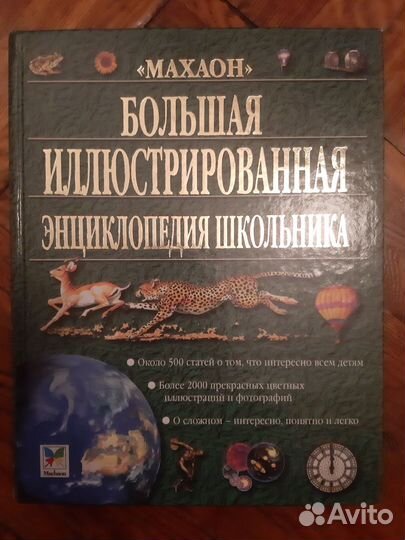 «МАХАОН»
БОЛЬШАЯ
ИЛЛЮСТРИРОВАННАЯ
ЭНЦИКЛОПЕДИЯ ШКОЛЬНИКА
● Около 500 статей о том, что интересно всем детям
● Более 2000 прекрасных цветных
иллюстраций и фотографий
● О сложном – интересно, понятно и легко
Махаон
Avito